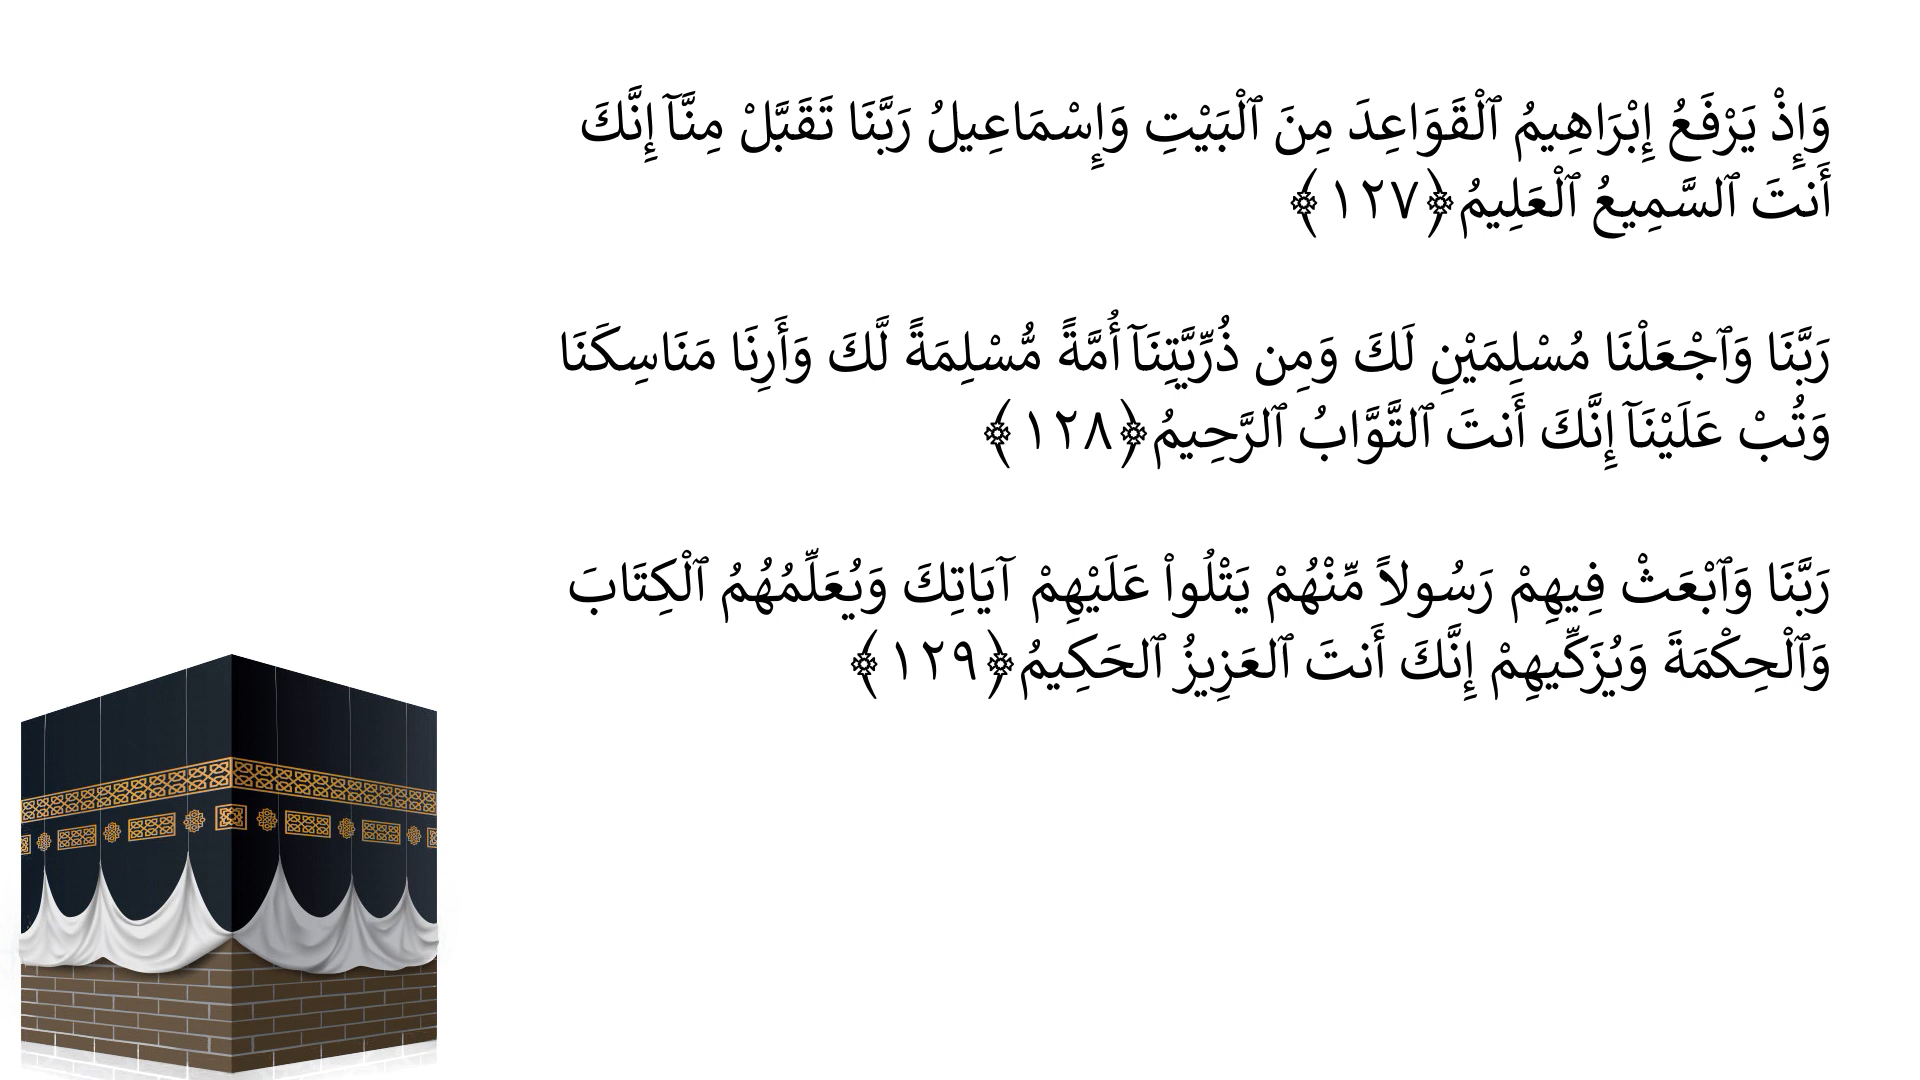 وَإِذْ يَرْفَعُ إِبْرَاهِيمُ ٱلْقَوَاعِدَ مِنَ ٱلْبَيْتِ وَإِسْمَاعِيلُ رَبَّنَا تَقَبَّلْ مِنَّآ إِنَّكَ
أَنتَ ٱلسَّمِيعُ ٱلْعَلِيمُ ﴿١٢٧﴾
رَبَّنَا وَٱجْعَلْنَا مُسْلِمَيْنِ لَكَ وَمِن ذُرِّيَّتِنَآ أُمَّةً مُّسْلِمَةً لَّكَ وَأَرِنَا مَنَاسِكَنَا
وَتُبْ عَلَيْنَآ إِنَّكَ أَنتَ ٱلتَّوَّابُ ٱلرَّحِيمُ ﴿١٢٨﴾
رَبَّنَا وَٱبْعَثْ فِيهِمْ رَسُولاً مِّنْهُمْ يَتْلُواْ عَلَيْهِمْ آيَاتِكَ وَيُعَلِّمُهُمُ ٱلْكِتَابَ
وَٱلْحِكْمَةَ وَيُزَكِّيهِمْ إِنَّكَ أَنتَ ٱلعَزِيزُ ٱلحَكِيمُ ﴿١٢٩﴾